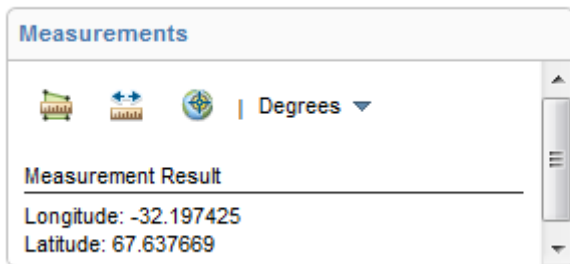 Measurements
| Degrees
Measurement Result
Longitude: -32.197425
Latitude: 67.637669